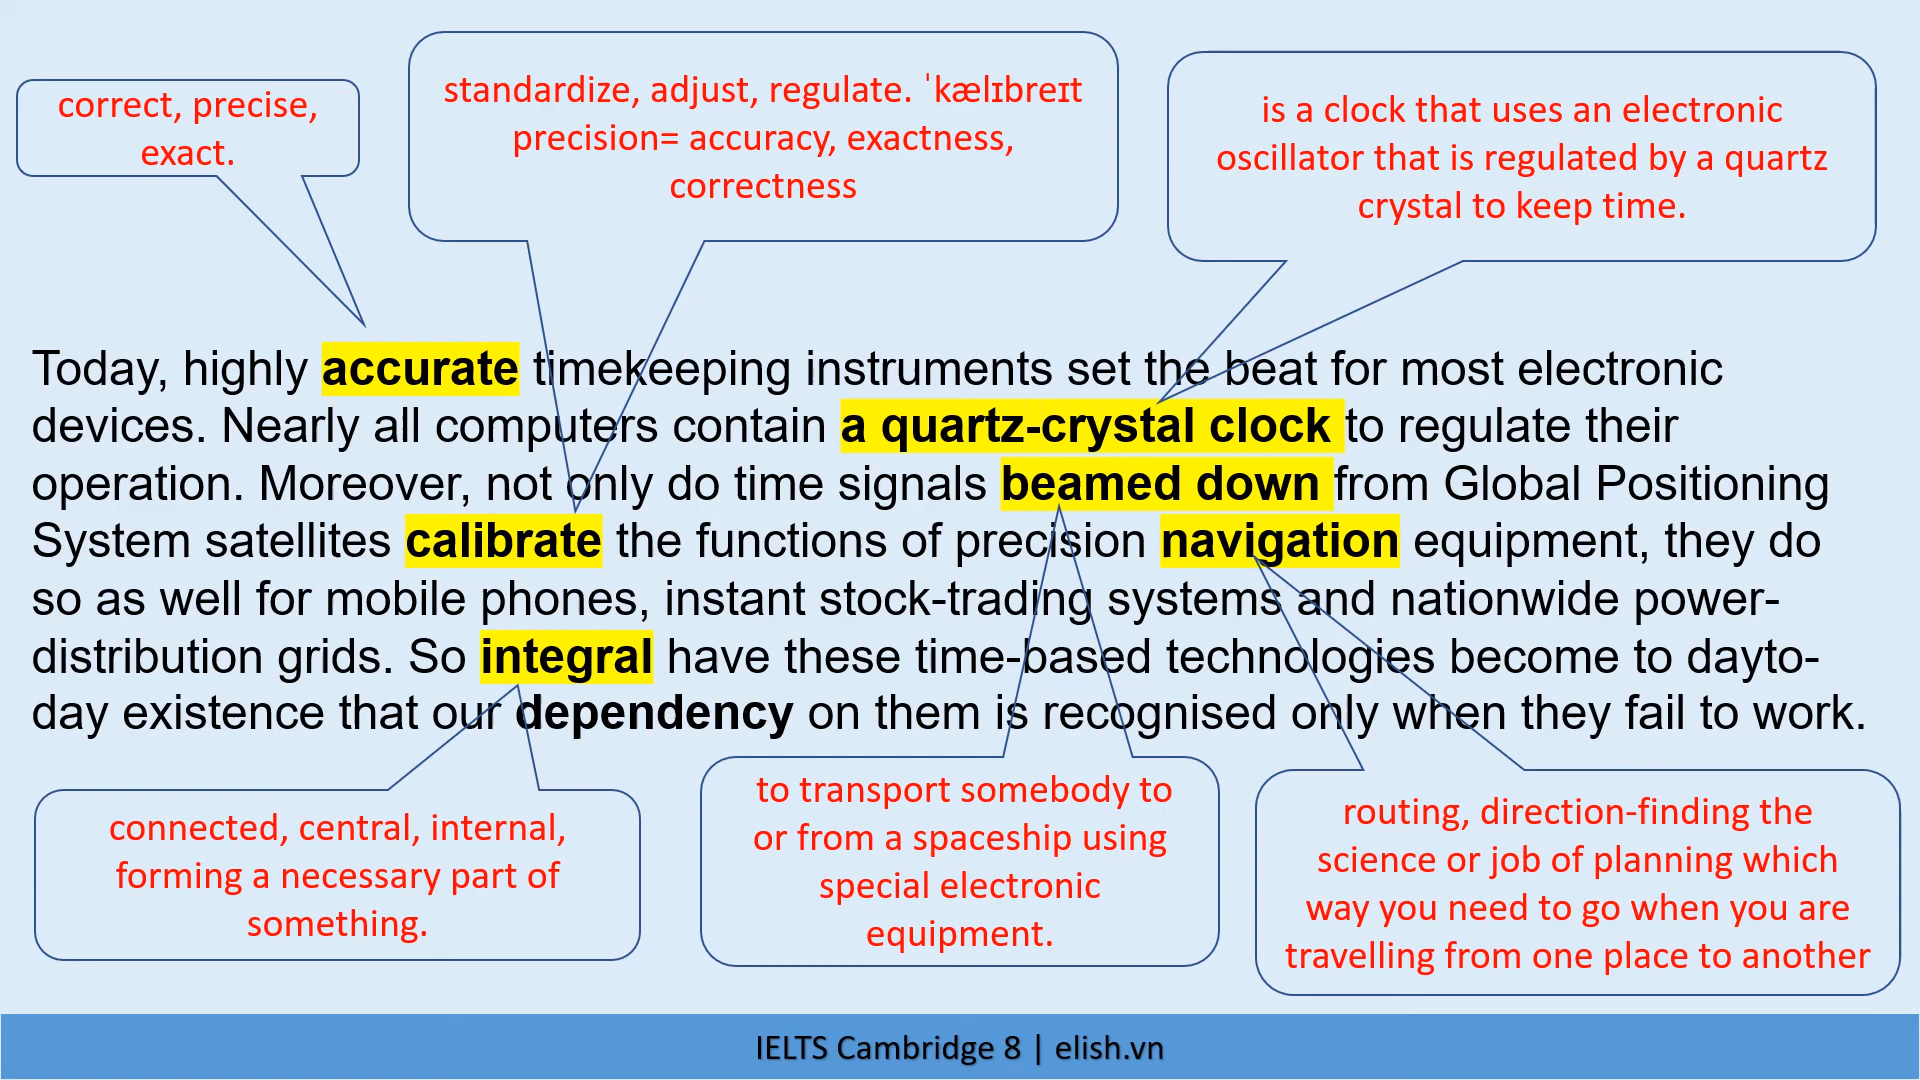 correct, precise,
exact.
standardize, adjust, regulate. ˈkælɪbreɪt
precision= accuracy, exactness,
correctness
is a clock that uses an electronic
oscillator that is regulated by a quartz
crystal to keep time.
Today, highly accurate timekeeping instruments set the beat for most electronic
devices. Nearly all computers contain a quartz-crystal clock to regulate their
operation. Moreover, not only do time signals beamed down from Global Positioning
System satellites calibrate the functions of precision navigation equipment, they do
so as well for mobile phones, instant stock-trading systems and nationwide power-
distribution grids. So integral have these time-based technologies become to dayto-
day existence that our dependency on them is recognised only when they fail to work.
connected, central, internal,
forming a necessary part of
something.
to transport somebody to
or from a spaceship using
special electronic
equipment.
routing, direction-finding the
science or job of planning which
way you need to go when you are
travelling from one place to another
IELTS Cambridge 8 | elish.vn